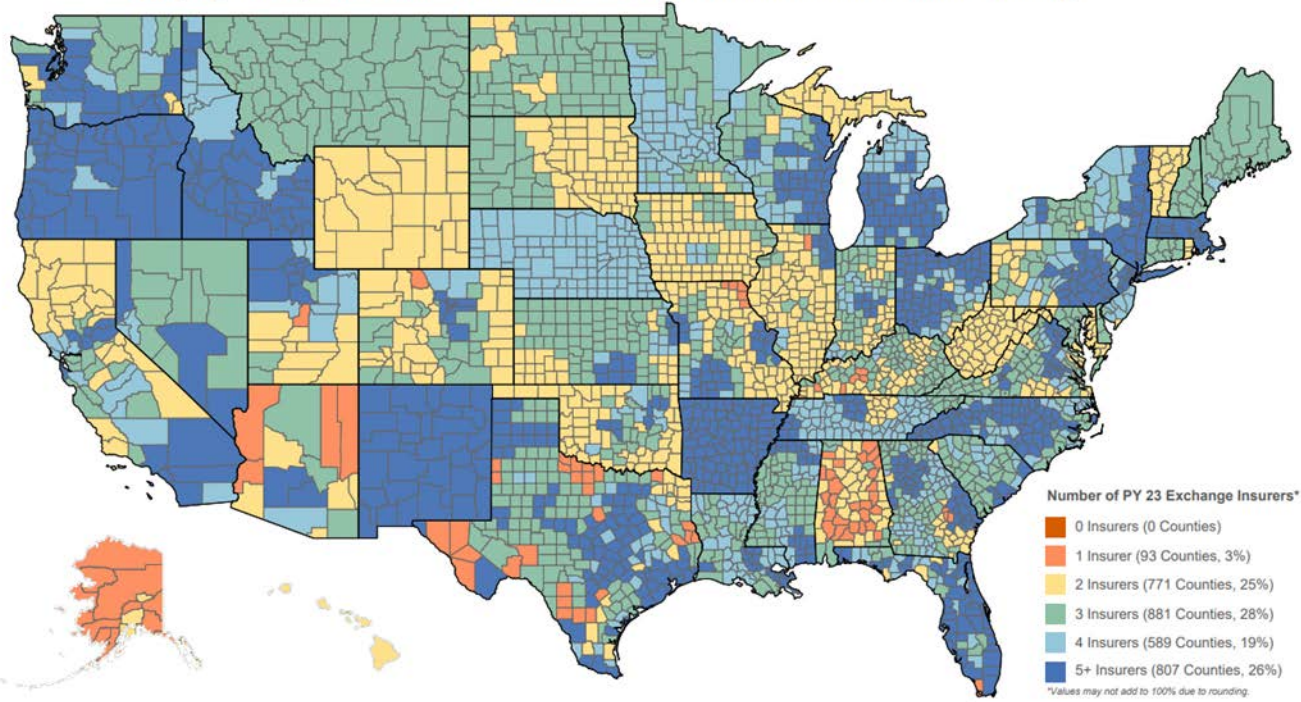 Number of PY 23 Exchange Insurers*
0 Insurers (0 Counties)
1 Insurer (93 Counties, 3%)
2 Insurers (771 Counties, 25%)
3 Insurers (881 Counties, 28%)
4 Insurers (589 Counties, 19%)
5+ Insurers (807 Counties, 26%)
*Values may not add to 100% due to rounding.